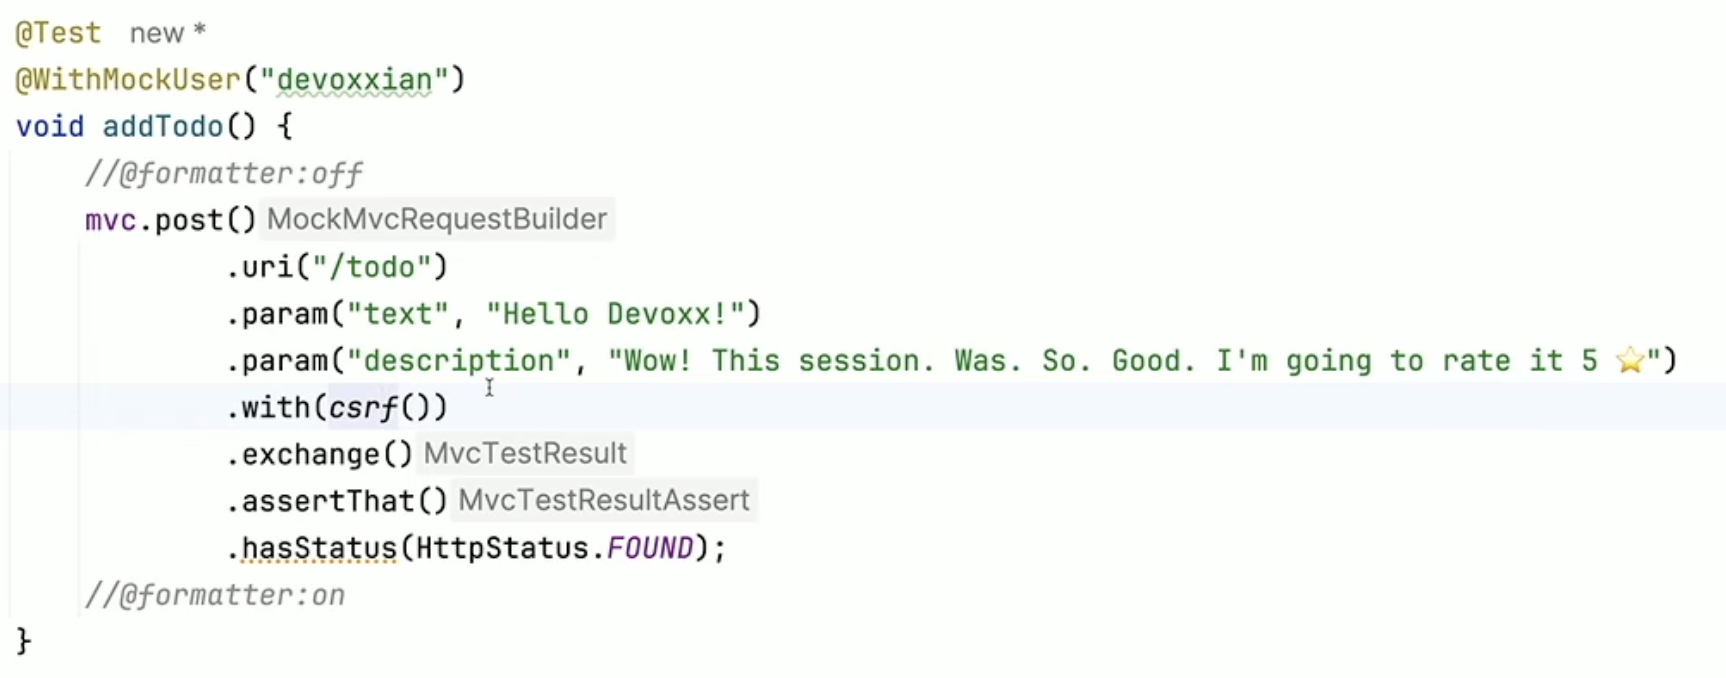 @Test new *
@WithMockUser("devoxxian")
void addTodo() {
//@formatter:off
mvc.post() MockMvcRequestBuilder
.uri("/todo")
.param("text", "Hello Devoxx!")
.param("description", "Wow! This session. Was. So. Good. I'm going to rate it 5 ⭐")
.with(csrf())
.exchange() MvcTestResult
.assertThat() MvcTestResultAssert
.hasStatus(HttpStatus.FOUND);
//@formatter:on
}